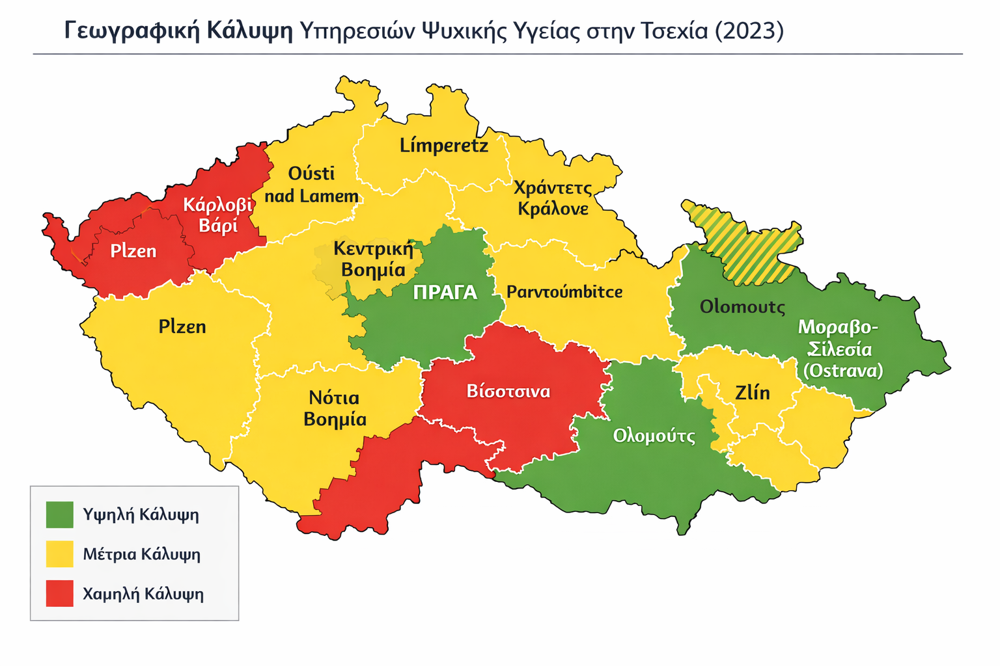 Γεωγραφική Κάλυψη Υπηρεσιών Ψυχικής Υγείας στην Τσεχία (2023)
Límperetz
Oústi
nad Lamem
Χράντετς
Κράλονε
Κάρλοβι
Βάρί
Plzen
Κεντρική
Βοημία
ΠΡΑΓΑ
Parντούmbitce
Olomoutς
Plzen
Μοραβο-
Σίλεσία
(Ostrava)
Νότια
Βοημία
Βίσοτσινα
Zlín
Ολομούτς
Υψηλή Κάλυψη
Μέτρια Κάλυψη
Χαμηλή Κάλυψη